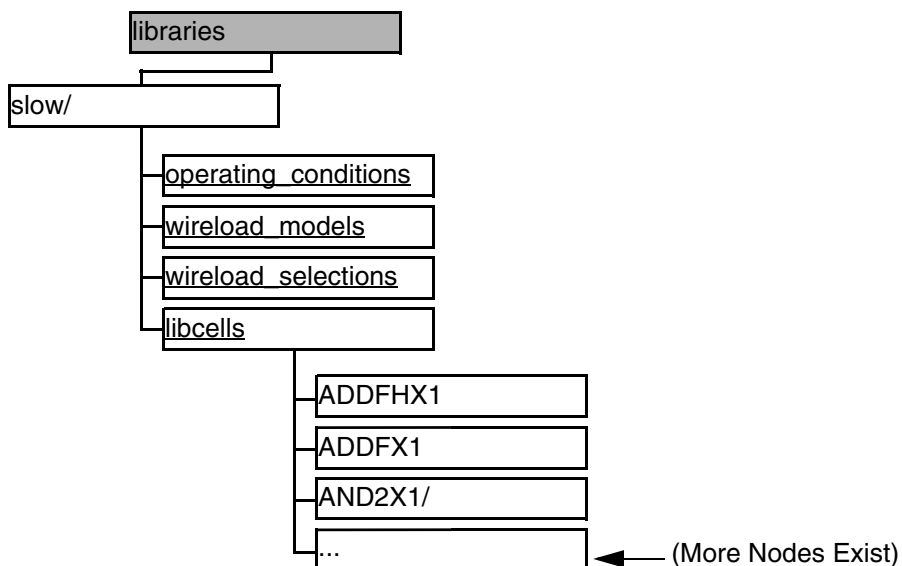 libraries
slow/
operating_conditions
wireload_models
wireload_selections
libcells
ADDFHX1
ADDFX1
AND2X1/
...
(More Nodes Exist)